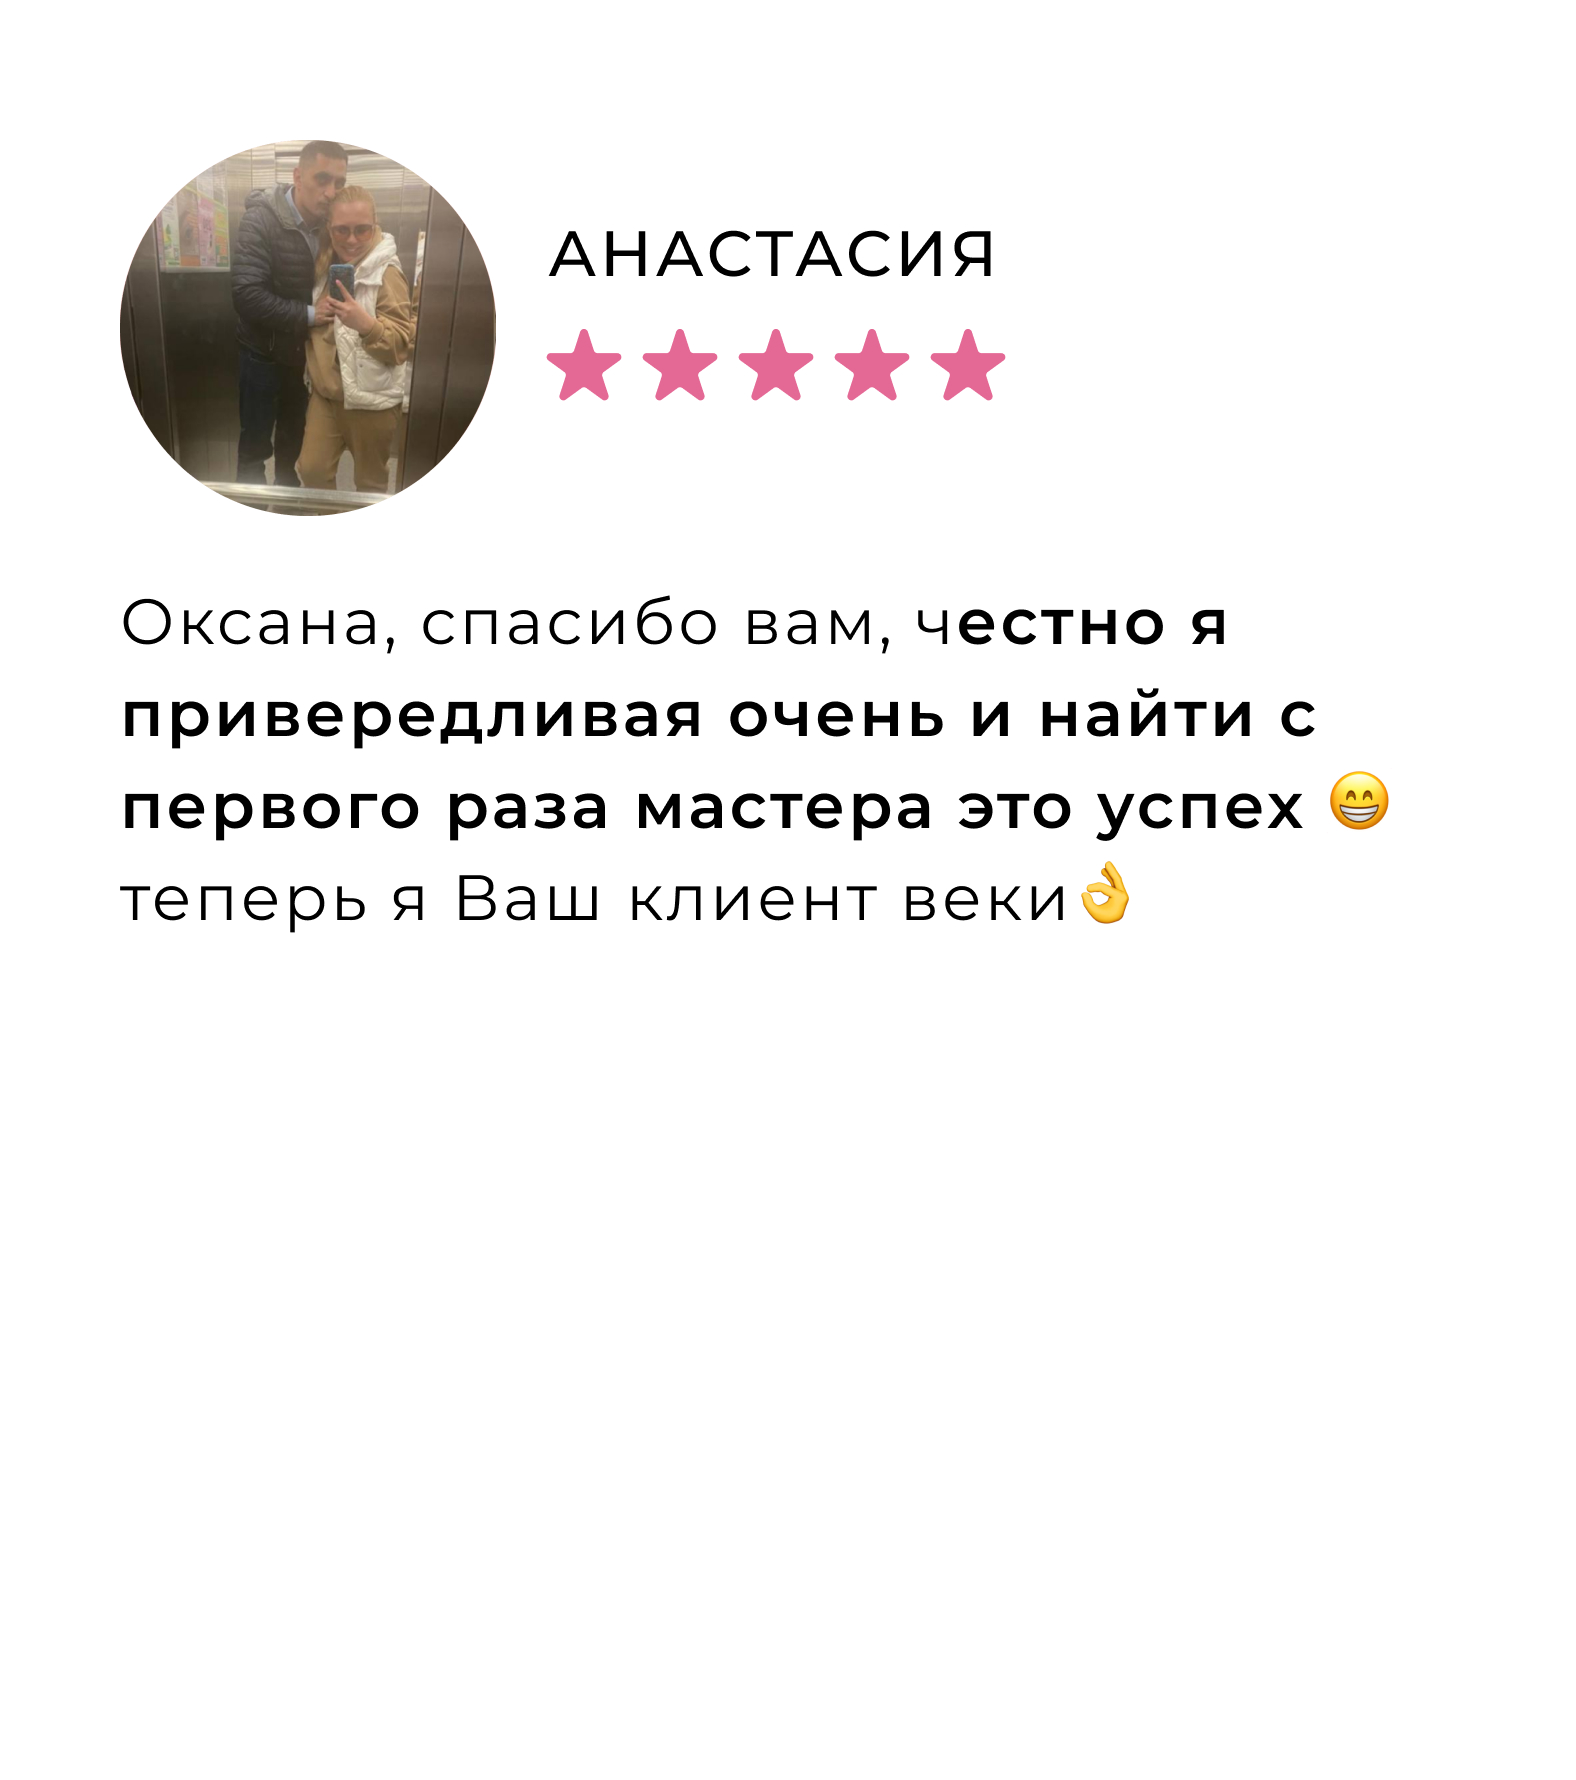 АНАСТАСИЯ
Оксана, спасибо вам, честно я
привередливая очень и найти с
первого раза мастера это успех 😁
теперь я Ваш клиент веки👌